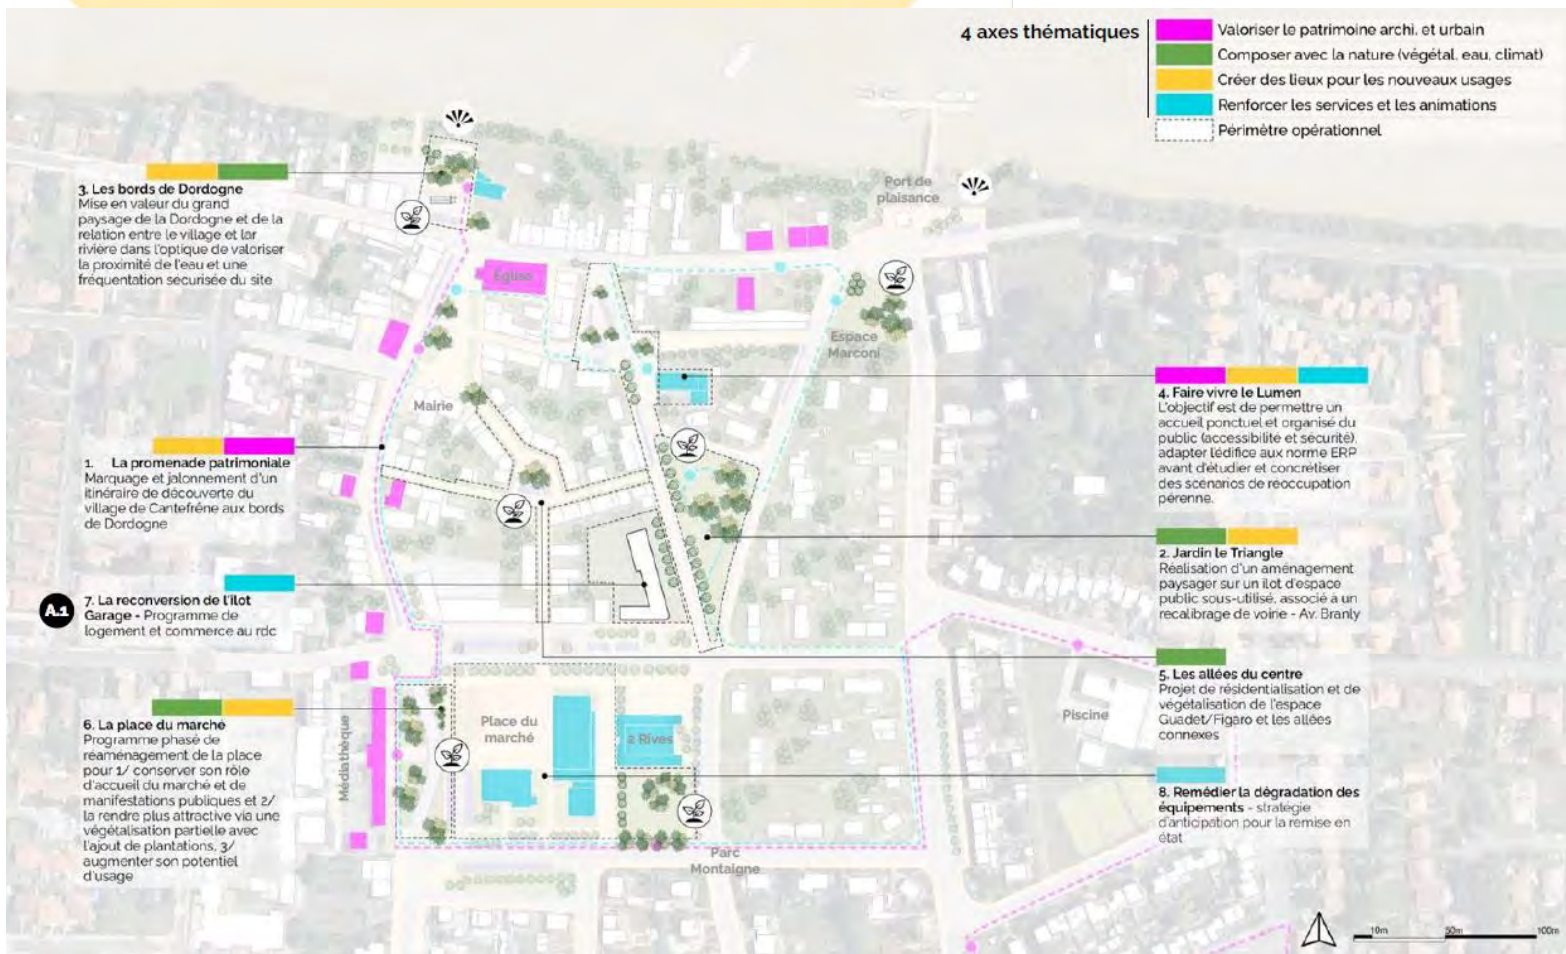 4 axes thématiques
Valoriser le patrimoine archi. et urbain
Composer avec la nature (végétal, eau, climat)
Créer des lieux pour les nouveaux usages
Renforcer les services et les animations
Périmètre opérationnel
3. Les bords de Dordogne
Mise en valeur du grand
paysage de la Dordogne et de la
relation entre le village et lar
rivière dans l'optique de valoriser
la proximité de l'eau et une
fréquentation sécurisée du site
Port de
plaisance
Église
Espace
Marconi
Mairie
4. Faire vivre le Lumen
L'objectif est de permettre un
accueil ponctuel et organisé du
public (accessibilité et sécurité),
adapter l'édifice aux norme ERP
avant d'étudier et concrétiser
des scénarios de réoccupation
pérenne.
1. La promenade patrimoniale
Marquage et jalonnement d'un
itinéraire de découverte du
village de Cantefrêne aux bords
de Dordogne
2. Jardin le Triangle
Réalisation d'un aménagement
paysager sur un ilot d'espace
public sous-utilisé, associé à un
recalibrage de voirie - Av. Branly
A.1
7. La reconversion de l'îlot
Garage - Programme de
logement et commerce au rdc
5. Les allées du centre
Projet de résidentialisation et de
végétalisation de l'espace
Guadet/Figaro et les allées
connexes
6. La place du marché
Programme phasé de
réaménagement de la place
pour 1/ conserver son rôle
d'accueil du marché et de
manifestations publiques et 2/
la rendre plus attractive via une
végétalisation partielle avec
l'ajout de plantations, 3/
augmenter son potentiel
d'usage
Médiathèque
Place du
marché
2 Rives
Piscine
8. Remédier la dégradation des
équipements - stratégie
d'anticipation pour la remise en
état
Parc
Montaigne
10m 50m 100m